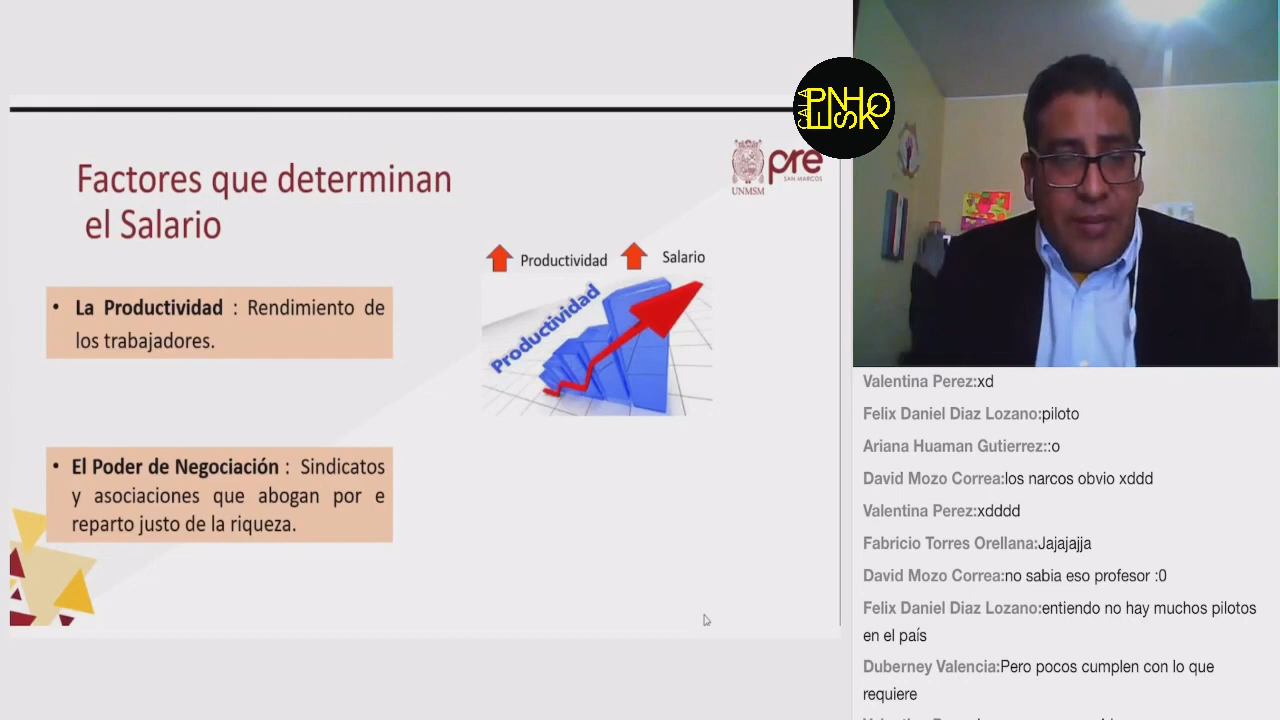 Factores que determinan
el Salario
UNMSM
pre
SAN MARCOS
Productividad
Salario
Productividad
• La Productividad : Rendimiento de
los trabajadores.
• El Poder de Negociación : Sindicatos
y asociaciones que abogan por e
reparto justo de la riqueza.
Valentina Perez:xd
Felix Daniel Diaz Lozano:piloto
Ariana Huaman Gutierrez::o
David Mozo Correa:los narcos obvio xddd
Valentina Perez:xdddd
Fabricio Torres Orellana:Jajajajja
David Mozo Correa:no sabia eso profesor :0
Felix Daniel Diaz Lozano:entiendo no hay muchos pilotos
en el país
Duberney Valencia:Pero pocos cumplen con lo que
requiere